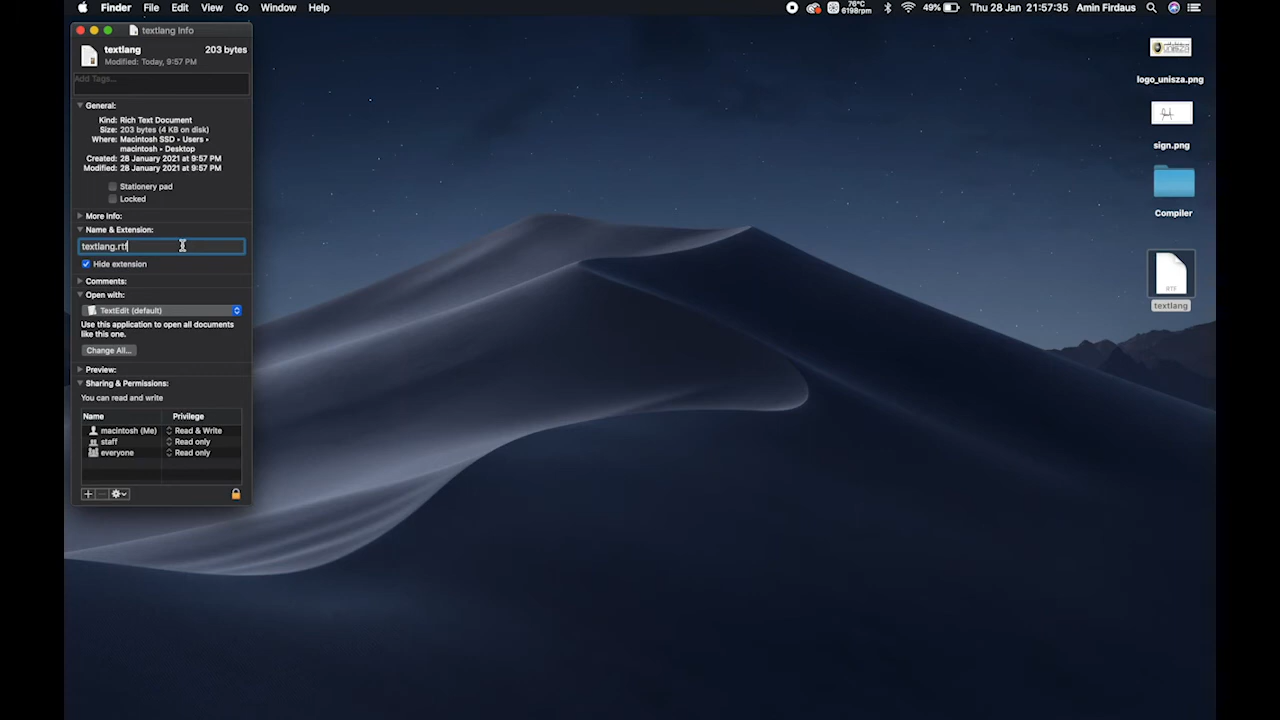 Finder File Edit View Go Window Help 76°C 6198rpm 49% Thu 28 Jan 21:57:35 Amin Firdaus
textlang Info
textlang 203 bytes
Modified: Today, 9:57 PM
Add Tags...
General:
Kind: Rich Text Document
Size: 203 bytes (4 KB on disk)
Where: Macintosh SSD • Users •
macintosh • Desktop
Created: 28 January 2021 at 9:57 PM
Modified: 28 January 2021 at 9:57 PM
Stationery pad
Locked
More Info:
Name & Extension:
textlang.rtf
Hide extension
Comments:
Open with:
TextEdit (default)
Use this application to open all documents
like this one.
Change All...
Preview:
Sharing & Permissions:
You can read and write
Name Privilege
macintosh (Me) Read & Write
staff Read only
everyone Read only
logo_unisza.png
sign.png
Compiler
RTF
textlang